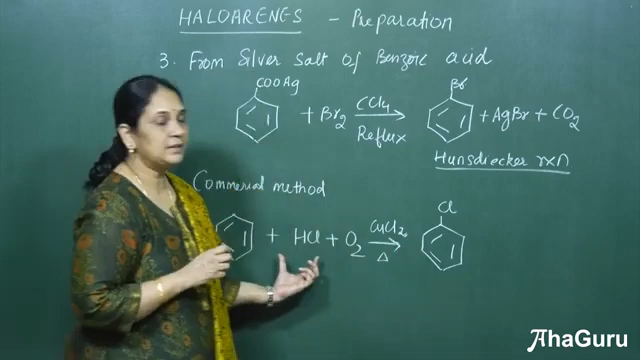 HALOARENES - Preparation
3. From Silver Salt of Benzoic acid
COOAg Br
+ Br2 CCl4 Reflux + AgBr + CO2
Hunsdiecker rxn
Commerial method
Cl
+ HCl + O2 CuCl2 Δ
AhaGuru